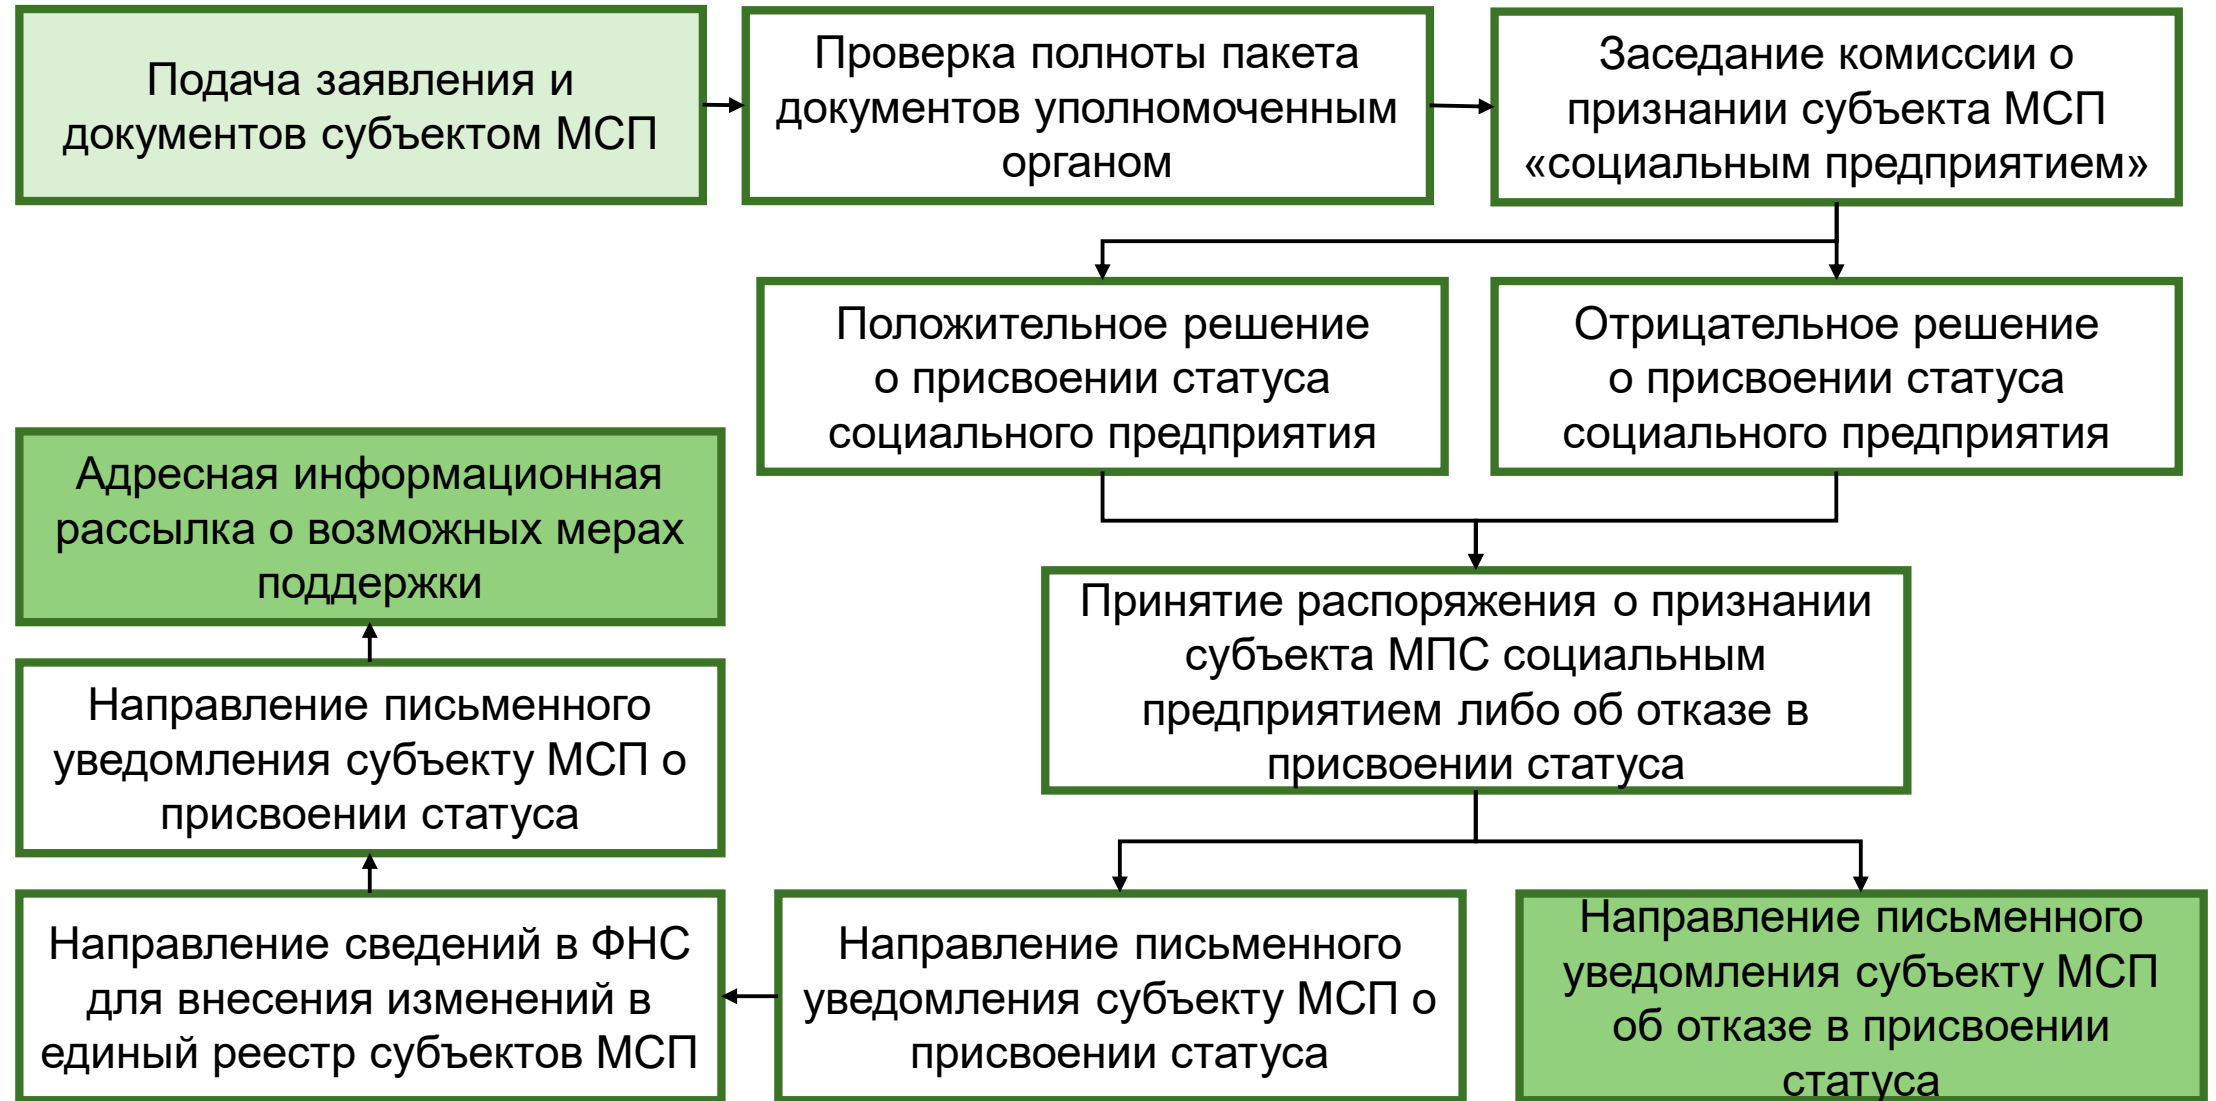 Подача заявления и
документов субъектом МСП
Проверка полноты пакета
документов уполномоченным
органом
Заседание комиссии о
признании субъекта МСП
«социальным предприятием»
Положительное решение
о присвоении статуса
социального предприятия
Отрицательное решение
о присвоении статуса
социального предприятия
Принятие распоряжения о признании
субъекта МПС социальным
предприятием либо об отказе в
присвоении статуса
Направление письменного
уведомления субъекту МСП
об отказе в присвоении
статуса
Направление письменного
уведомления субъекту МСП о
присвоении статуса
Направление сведений в ФНС
для внесения изменений в
единый реестр субъектов МСП
Направление письменного
уведомления субъекту МСП о
присвоении статуса
Адресная информационная
рассылка о возможных мерах
поддержки